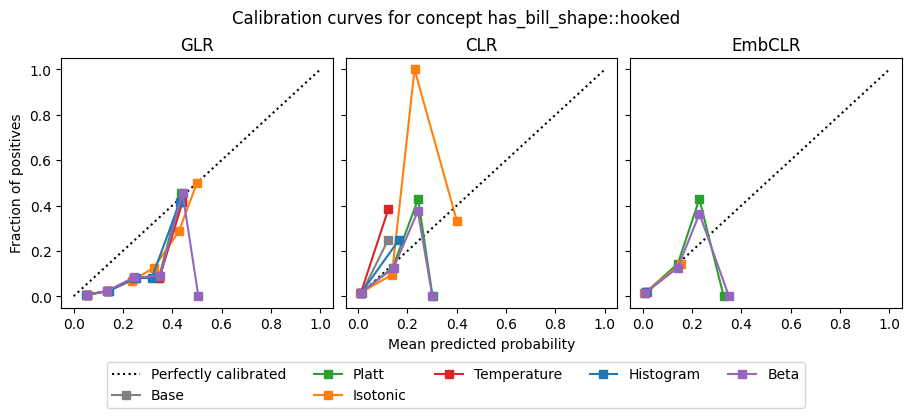 Calibration curves for concept has_bill_shape::hooked
GLR
CLR
EmbCLR
Fraction of positives
1.0
0.8
0.6
0.4
0.2
0.0
0.0 0.2 0.4 0.6 0.8 1.0
0.0 0.2 0.4 0.6 0.8 1.0
0.0 0.2 0.4 0.6 0.8 1.0
Mean predicted probability
Perfectly calibrated
Base
Platt
Isotonic
Temperature
Histogram
Beta